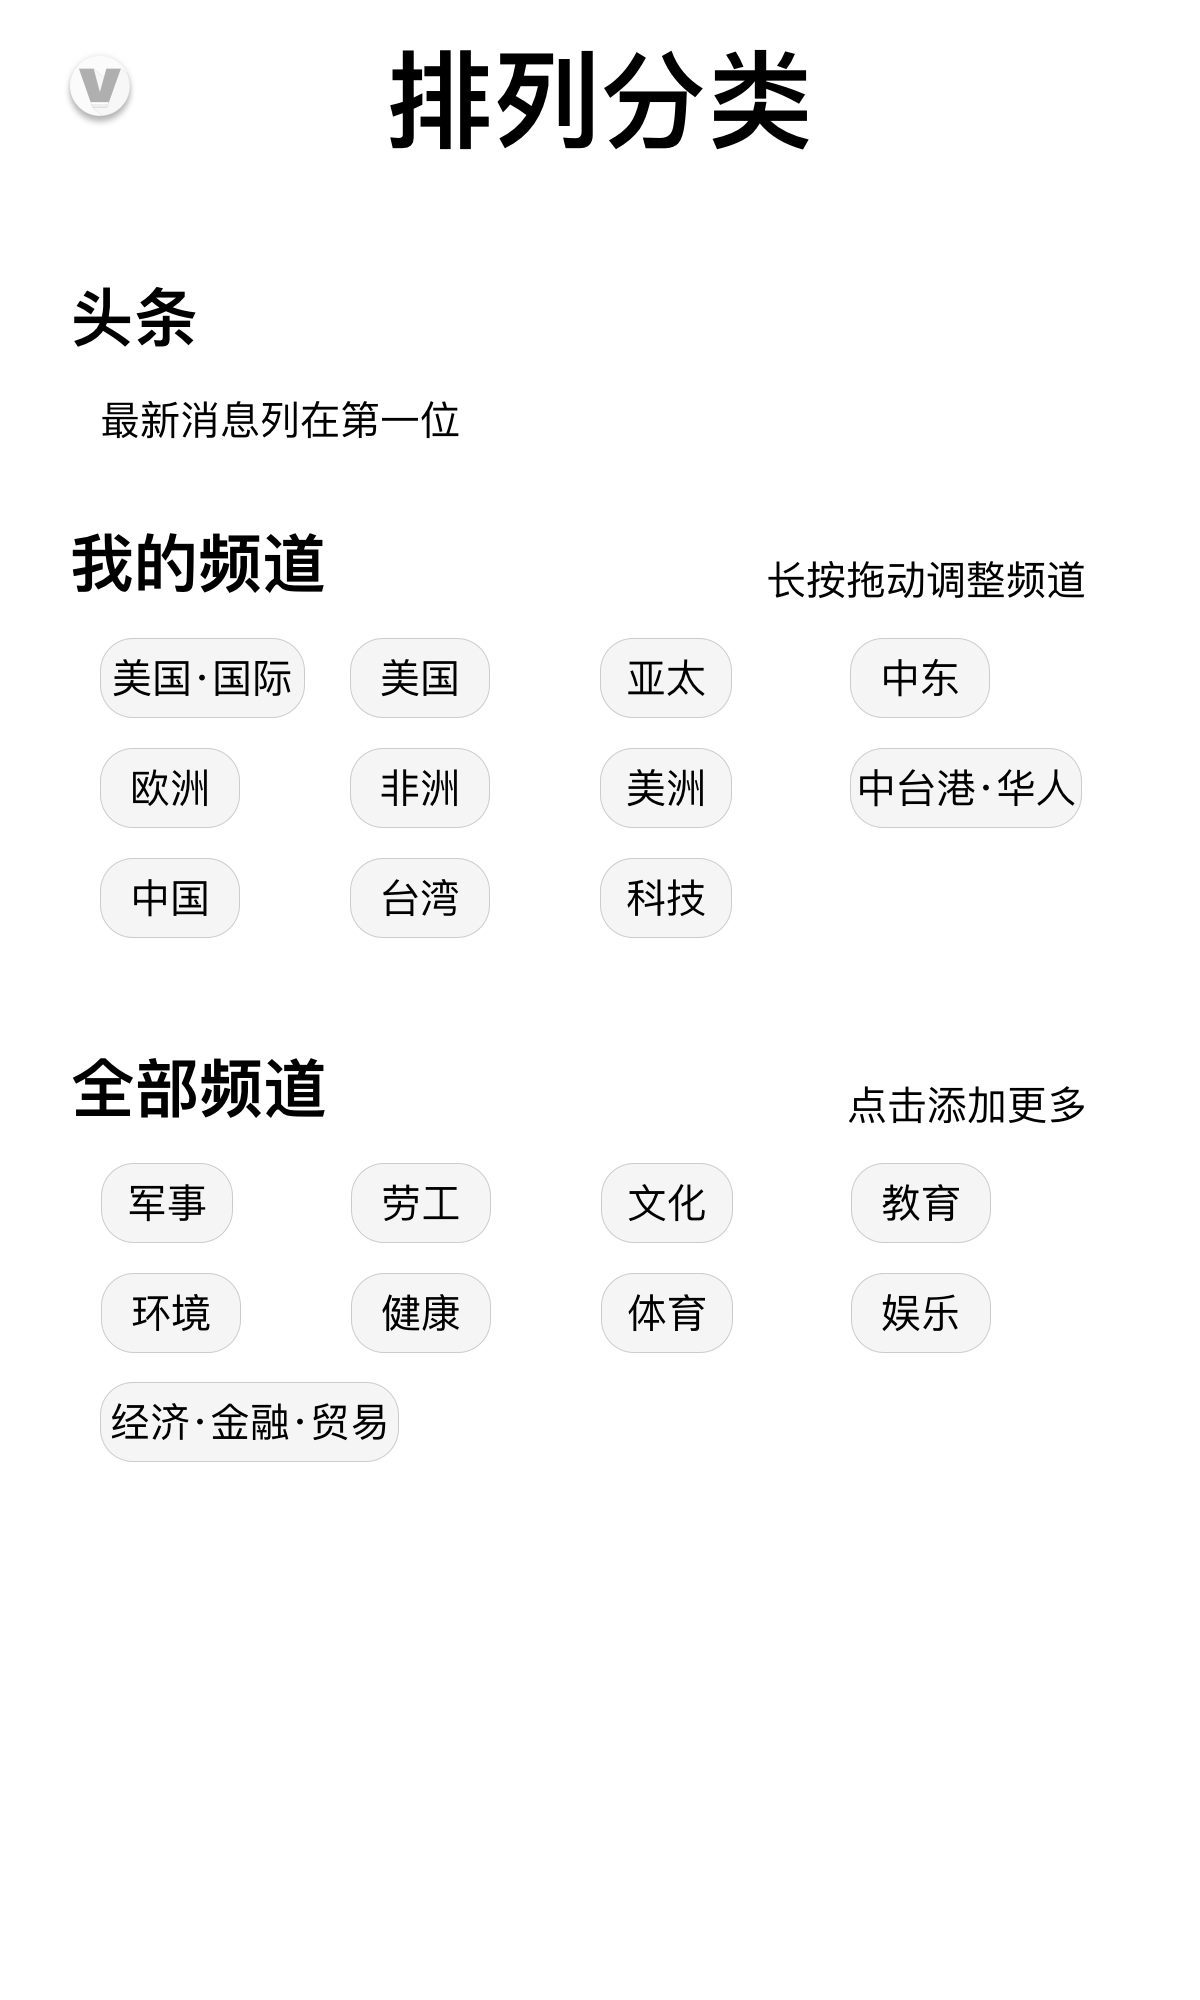 V
排列分类
头条
最新消息列在第一位
我的频道 长按拖动调整频道
美国·国际 美国 亚太 中东
欧洲 非洲 美洲 中台港·华人
中国 台湾 科技
全部频道 点击添加更多
军事 劳工 文化 教育
环境 健康 体育 娱乐
经济·金融·贸易